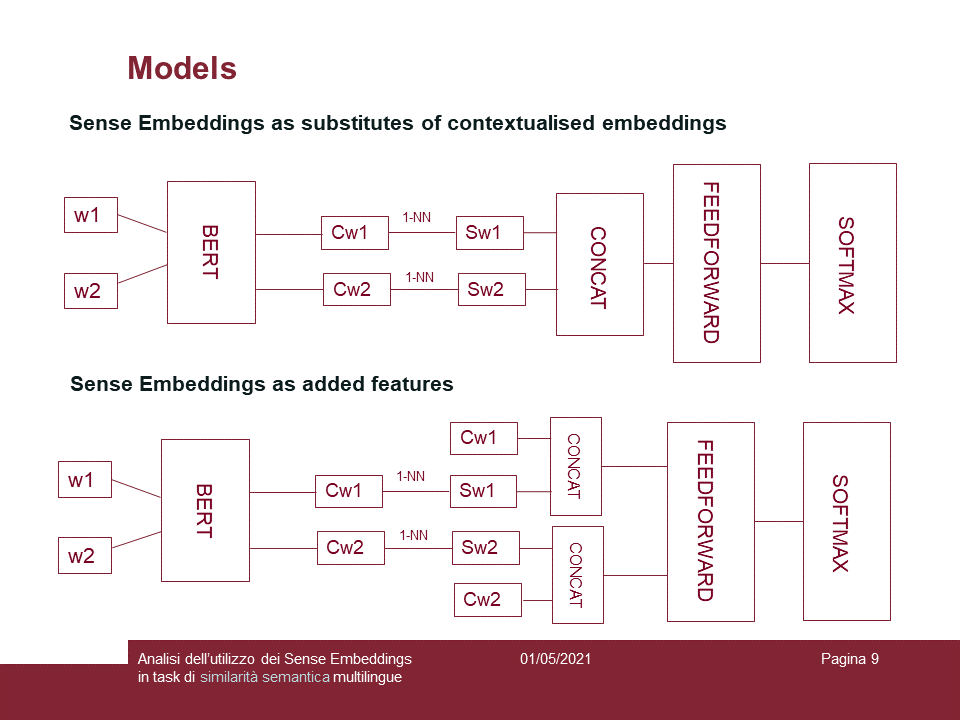 Models
Sense Embeddings as substitutes of contextualised embeddings
w1
w2
BERT
Cw1
1-NN
Sw1
Cw2
1-NN
Sw2
CONCAT
FEEDFORWARD
SOFTMAX
Sense Embeddings as added features
w1
w2
BERT
Cw1
Cw1
1-NN
Sw1
CONCAT
Cw2
1-NN
Sw2
Cw2
CONCAT
FEEDFORWARD
SOFTMAX
Analisi dell’utilizzo dei Sense Embeddings
in task di similarità semantica multilingue
01/05/2021
Pagina 9